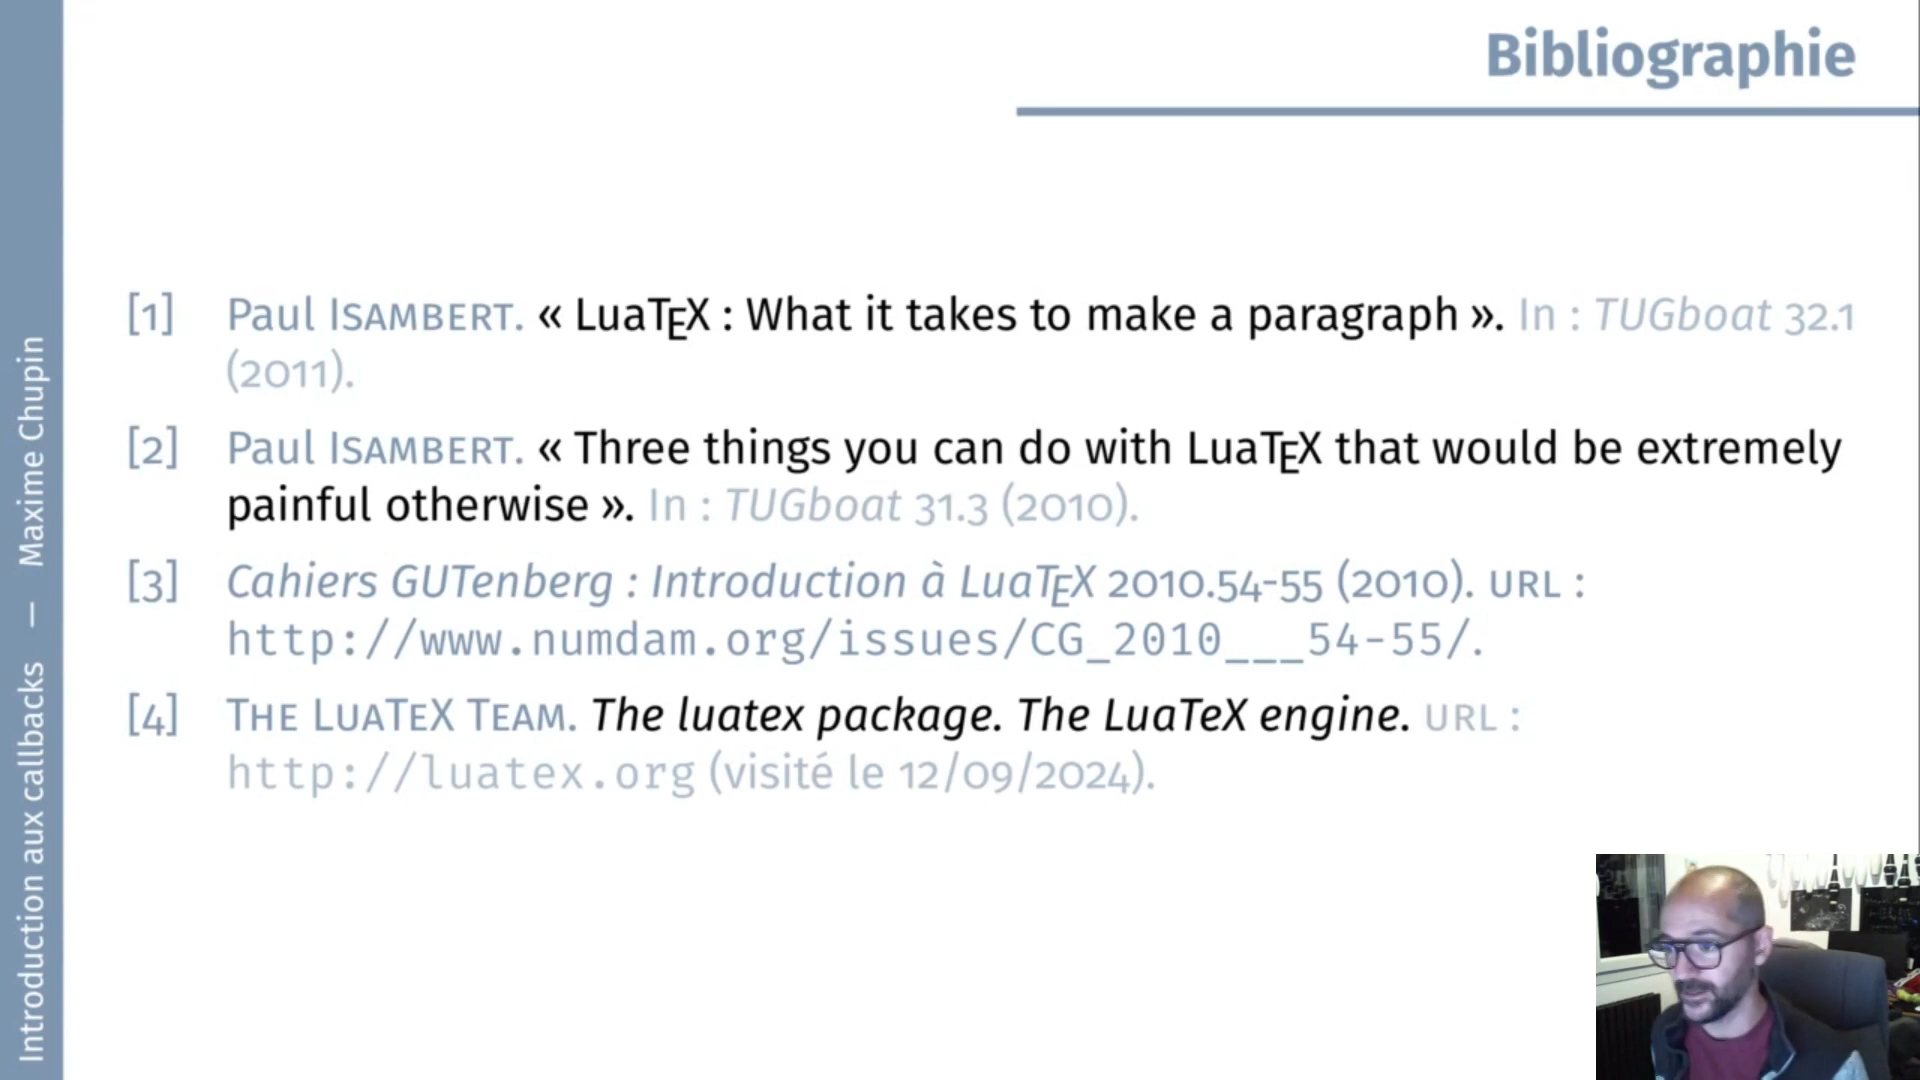 Bibliographie
[1] Paul ISAMBERT. « LuaTEX : What it takes to make a paragraph ». In : TUGboat 32.1
(2011).
[2] Paul ISAMBERT. « Three things you can do with LuaTEX that would be extremely
painful otherwise ». In : TUGboat 31.3 (2010).
[3] Cahiers GUTenberg : Introduction à LuaTEX 2010.54-55 (2010). URL :
http://www.numdam.org/issues/CG_2010___54-55/.
[4] THE LUATEX TEAM. The luatex package. The LuaTeX engine. URL :
http://luatex.org (visité le 12/09/2024).
Introduction aux callbacks — Maxime Chupin